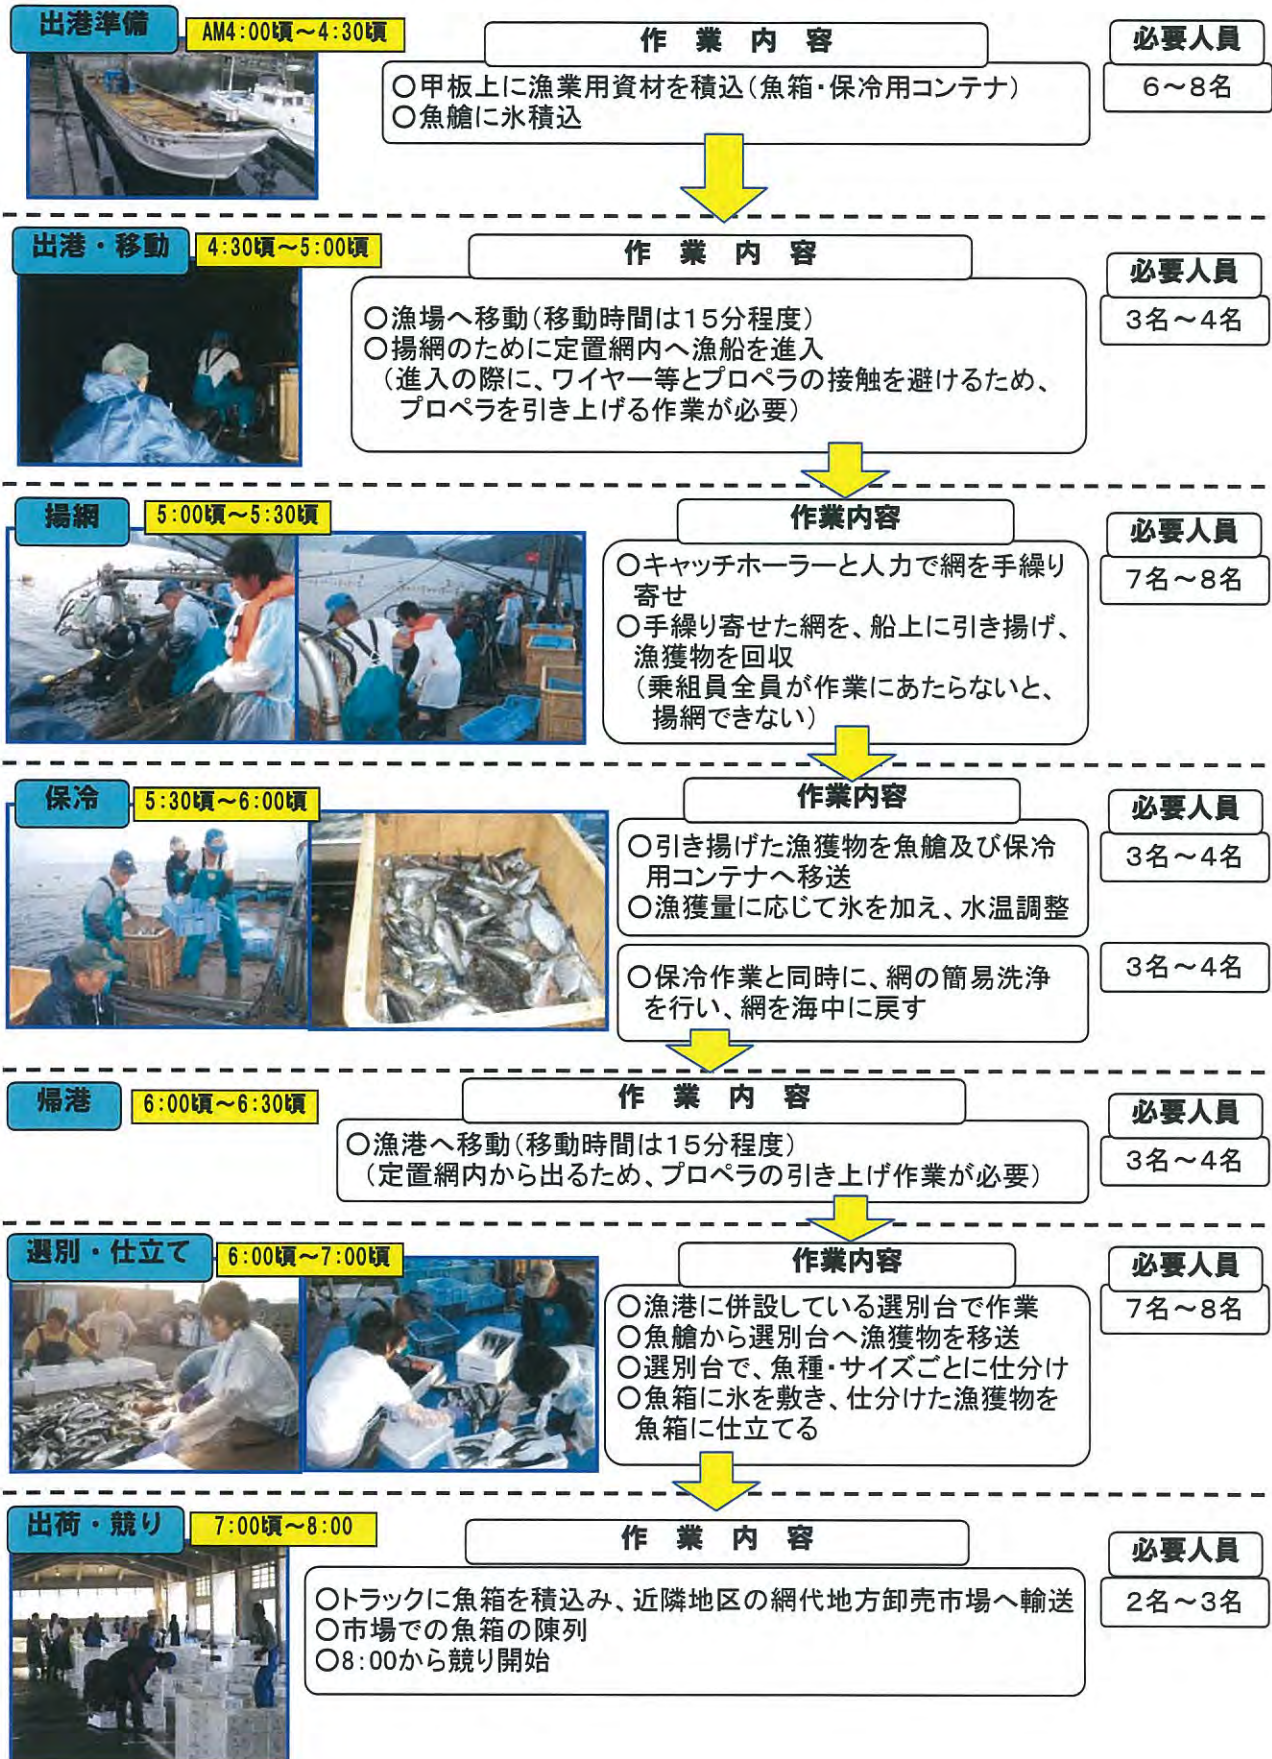 出港準備
AM4:00頃～4:30頃
作業内容
必要人員
○甲板上に漁業用資材を積込（魚箱・保冷用コンテナ）
○魚艙に氷積込
6～8名
出港・移動
4:30頃～5:00頃
作業内容
必要人員
○漁場へ移動（移動時間は15分程度）
○揚網のために定置網内へ漁船を進入
（進入の際に、ワイヤー等とプロペラの接触を避けるため、
プロペラを引き上げる作業が必要）
3名～4名
揚網
5:00頃～5:30頃
作業内容
必要人員
○キャッチホーラーと人力で網を手繰り
寄せ
○手繰り寄せた網を、船上に引き揚げ、
漁獲物を回収
（乗組員全員が作業にあたらないと、
揚網できない）
7名～8名
保冷
5:30頃～6:00頃
作業内容
必要人員
○引き揚げた漁獲物を魚艙及び保冷
用コンテナへ移送
○漁獲量に応じて氷を加え、水温調整
3名～4名
○保冷作業と同時に、網の簡易洗浄
を行い、網を海中に戻す
3名～4名
帰港
6:00頃～6:30頃
作業内容
必要人員
○漁港へ移動（移動時間は15分程度）
（定置網内から出るため、プロペラの引き上げ作業が必要）
3名～4名
選別・仕立て
6:00頃～7:00頃
作業内容
必要人員
○漁港に併設している選別台で作業
○魚艙から選別台へ漁獲物を移送
○選別台で、魚種・サイズごとに仕分け
○魚箱に氷を敷き、仕分けた漁獲物を
魚箱に仕立てる
7名～8名
出荷・競り
7:00頃～8:00
作業内容
必要人員
○トラックに魚箱を積込み、近隣地区の網代地方卸売市場へ輸送
○市場での魚箱の陳列
○8:00から競り開始
2名～3名